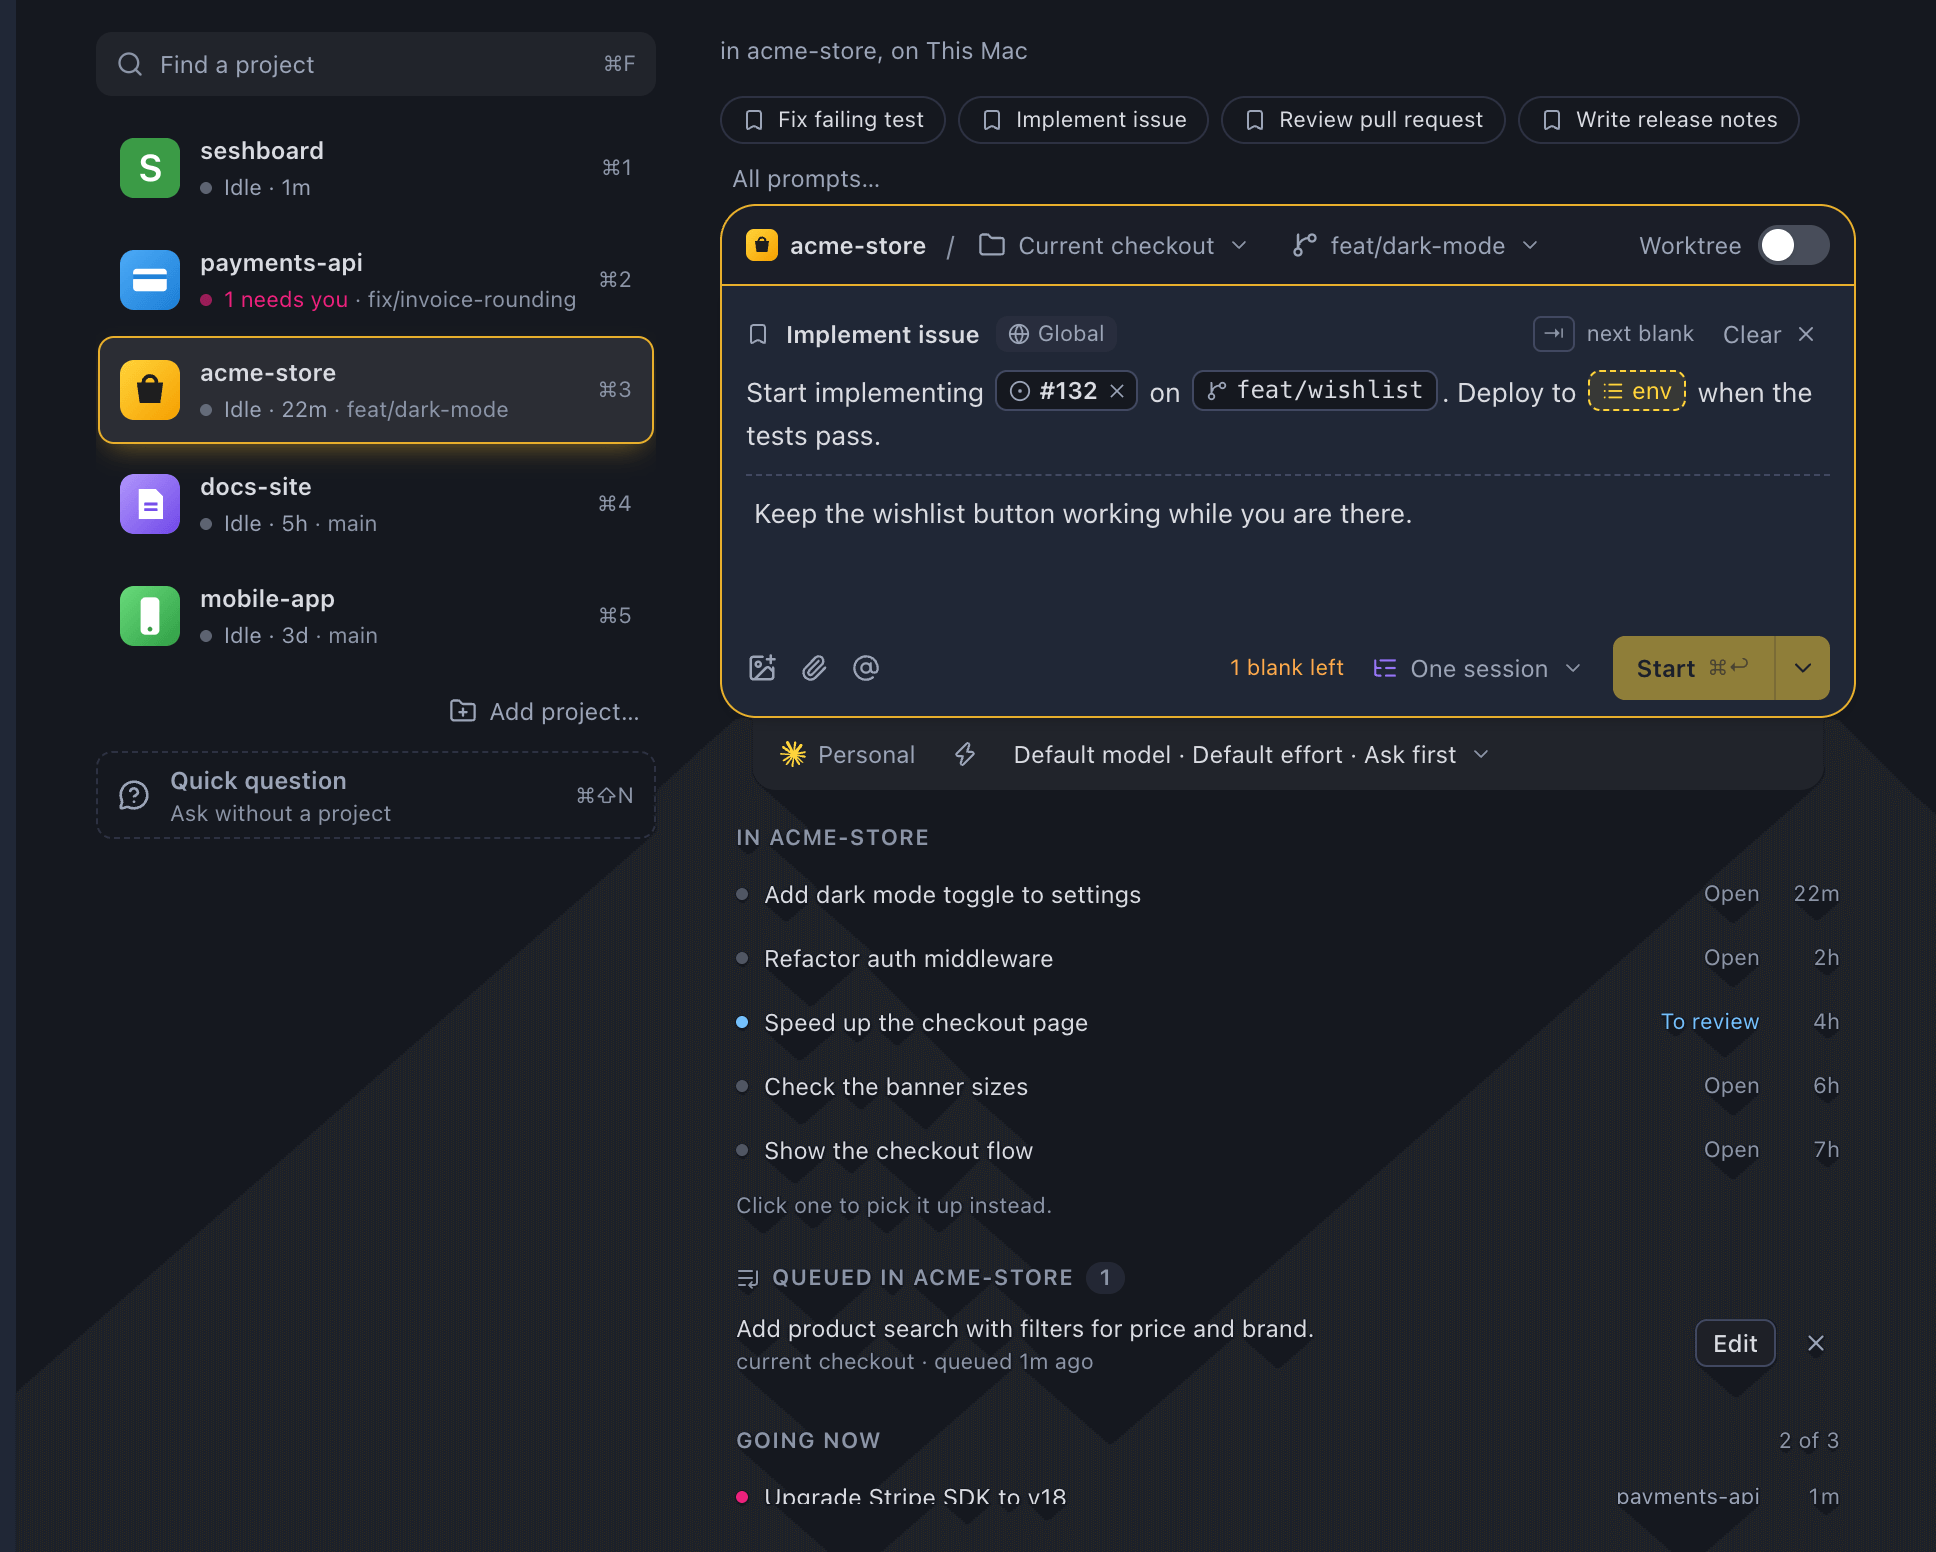 Find a project ⌘F
S
seshboard
Idle · 1m
⌘1
payments-api
1 needs you · fix/invoice-rounding
⌘2
acme-store
Idle · 22m · feat/dark-mode
⌘3
docs-site
Idle · 5h · main
⌘4
mobile-app
Idle · 3d · main
⌘5
Add project...
Quick question
Ask without a project
⌘⇧N
in acme-store, on This Mac
Fix failing test Implement issue Review pull request Write release notes
All prompts...
acme-store / Current checkout feat/dark-mode Worktree
Implement issue Global next blank Clear ×
Start implementing #132 × on feat/wishlist . Deploy to env when the
tests pass.
Keep the wishlist button working while you are there.
1 blank left One session Start ⌘↩
Personal Default model · Default effort · Ask first
IN ACME-STORE
Add dark mode toggle to settings Open 22m
Refactor auth middleware Open 2h
Speed up the checkout page To review 4h
Check the banner sizes Open 6h
Show the checkout flow Open 7h
Click one to pick it up instead.
QUEUED IN ACME-STORE 1
Add product search with filters for price and brand.
current checkout · queued 1m ago
Edit ×
GOING NOW 2 of 3
Upgrade Stripe SDK to v18 payments-api 1m